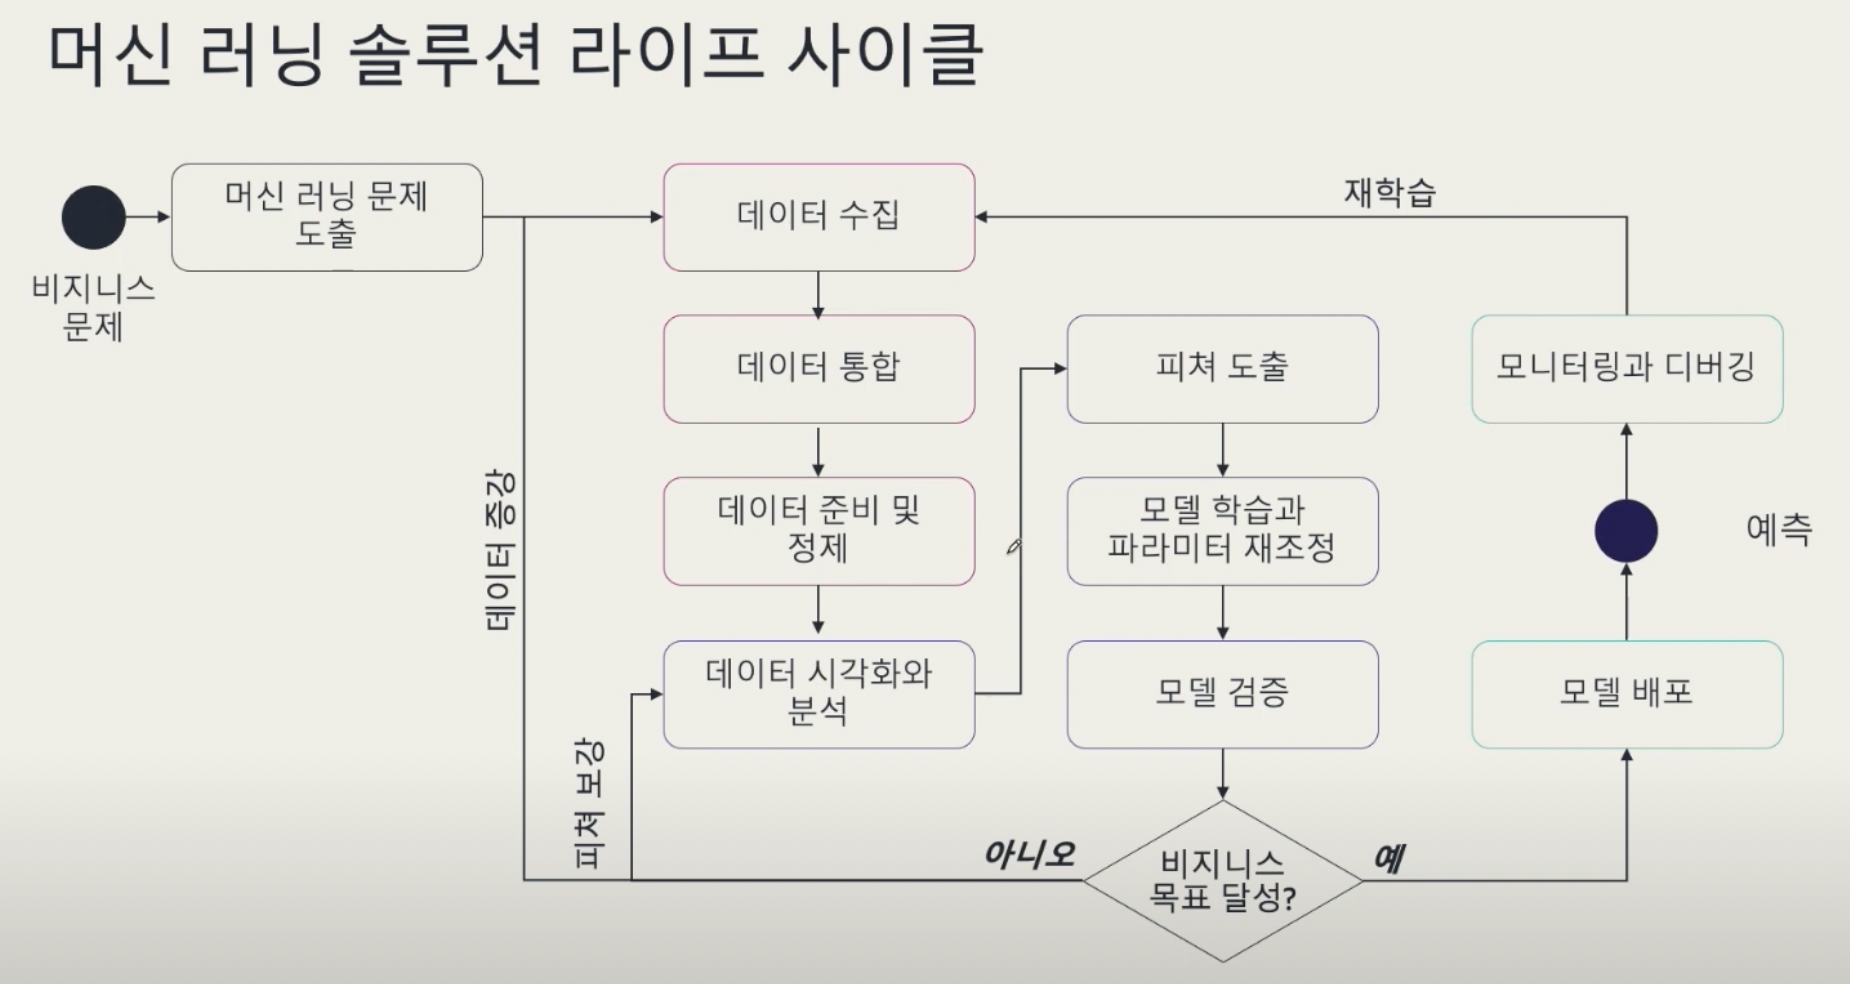 머신 러닝 솔루션 라이프 사이클
비지니스
문제
머신 러닝 문제
도출
데이터 수집
재학습
데이터 통합
피쳐 도출
모니터링과 디버깅
데이터 증강
데이터 준비 및
정제
모델 학습과
파라미터 재조정
예측
데이터 시각화와
분석
모델 검증
모델 배포
피쳐 보강
아니오
비지니스
목표 달성?
예